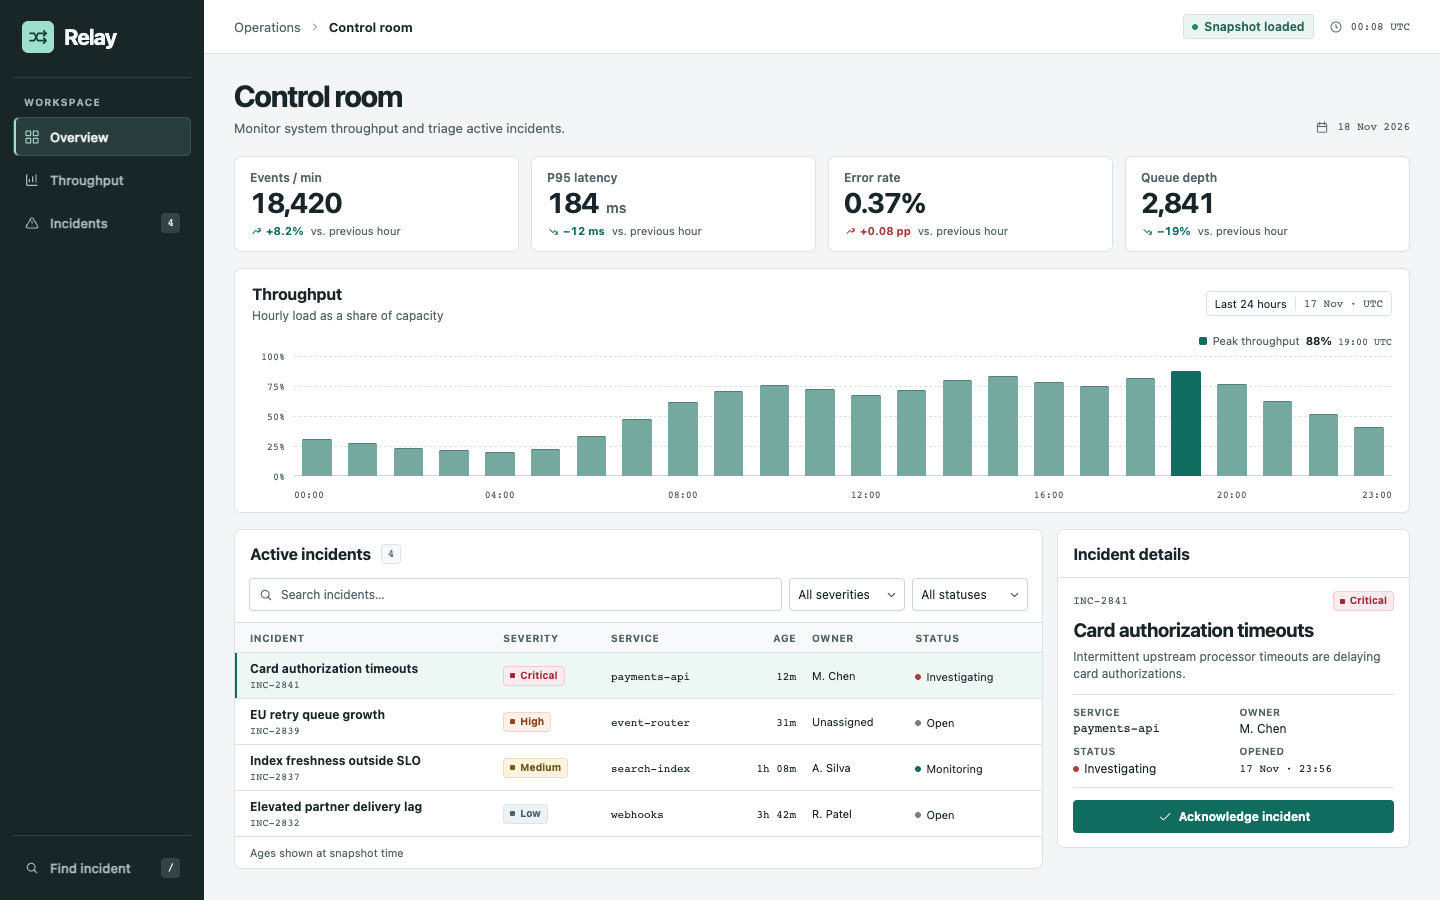 Relay
WORKSPACE
Overview
Throughput
Incidents 4
Find incident /
Operations > Control room
Snapshot loaded
00:08 UTC
Control room
Monitor system throughput and triage active incidents.
18 Nov 2026
Events / min
18,420
+8.2% vs. previous hour
P95 latency
184 ms
−12 ms vs. previous hour
Error rate
0.37%
+0.08 pp vs. previous hour
Queue depth
2,841
−19% vs. previous hour
Throughput
Hourly load as a share of capacity
Last 24 hours 17 Nov · UTC
Peak throughput 88% 19:00 UTC
100%
75%
50%
25%
0%
00:00 04:00 08:00 12:00 16:00 20:00 23:00
Active incidents 4
Search incidents...
All severities
All statuses
INCIDENT SEVERITY SERVICE AGE OWNER STATUS
Card authorization timeouts
INC-2841
Critical payments-api 12m M. Chen Investigating
EU retry queue growth
INC-2839
High event-router 31m Unassigned Open
Index freshness outside SLO
INC-2837
Medium search-index 1h 08m A. Silva Monitoring
Elevated partner delivery lag
INC-2832
Low webhooks 3h 42m R. Patel Open
Ages shown at snapshot time
Incident details
INC-2841 Critical
Card authorization timeouts
Intermittent upstream processor timeouts are delaying
card authorizations.
SERVICE OWNER
payments-api M. Chen
STATUS OPENED
Investigating 17 Nov · 23:56
Acknowledge incident